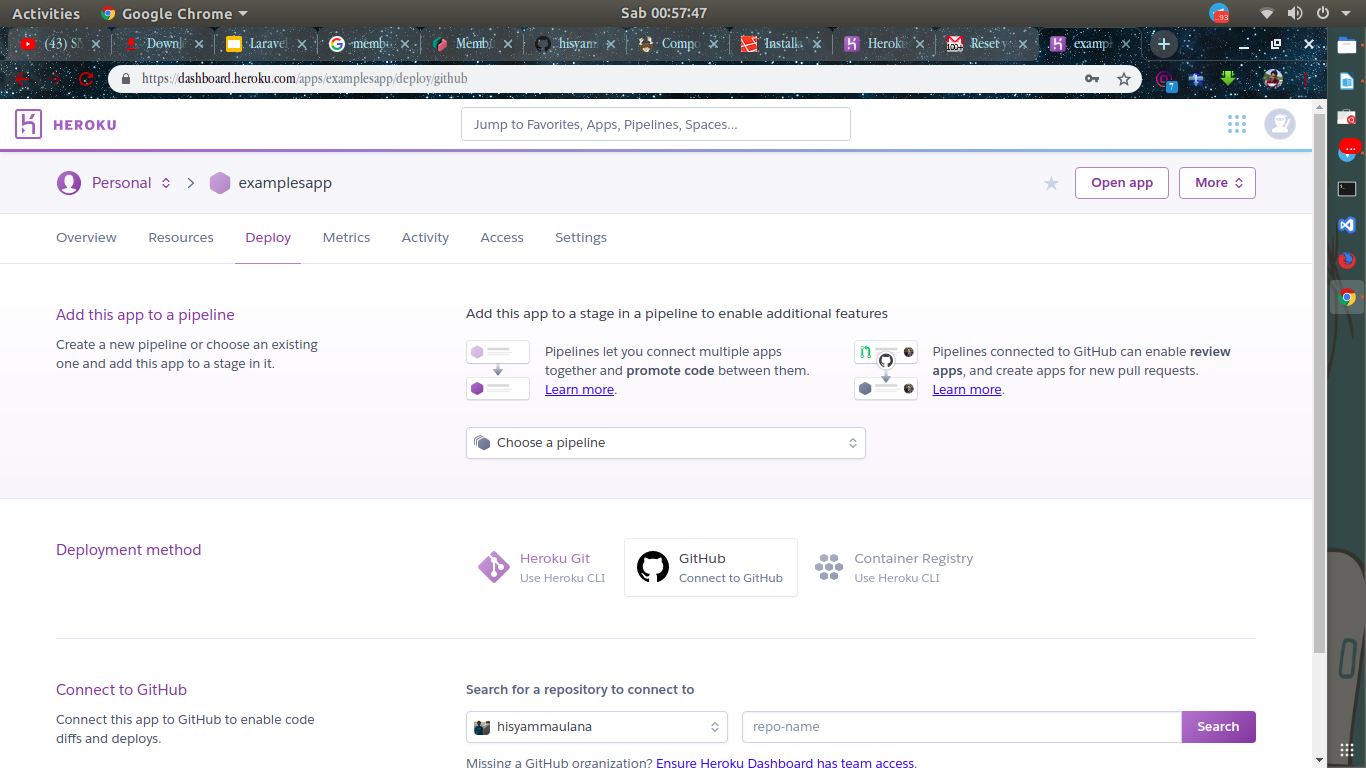 Activities
Google Chrome
Sab 00:57:47
93
(43)
Downl
Laravel
memb
Memb
hisyam
Compo
Installa
Heroku
100+
Reset
exampl
https://dashboard.heroku.com/apps/examplesapp/deploy/github
7
HEROKU
Jump to Favorites, Apps, Pipelines, Spaces...
Personal
examplesapp
Open app
More
Overview
Resources
Deploy
Metrics
Activity
Access
Settings
Add this app to a pipeline
Create a new pipeline or choose an existing
one and add this app to a stage in it.
Add this app to a stage in a pipeline to enable additional features
Pipelines let you connect multiple apps
together and promote code between them.
Learn more.
Pipelines connected to GitHub can enable review
apps, and create apps for new pull requests.
Learn more.
Choose a pipeline
Deployment method
Heroku Git
Use Heroku CLI
GitHub
Connect to GitHub
Container Registry
Use Heroku CLI
Connect to GitHub
Connect this app to GitHub to enable code
diffs and deploys.
Search for a repository to connect to
hisyammaulana
repo-name
Search
Missing a GitHub organization? Ensure Heroku Dashboard has team access.